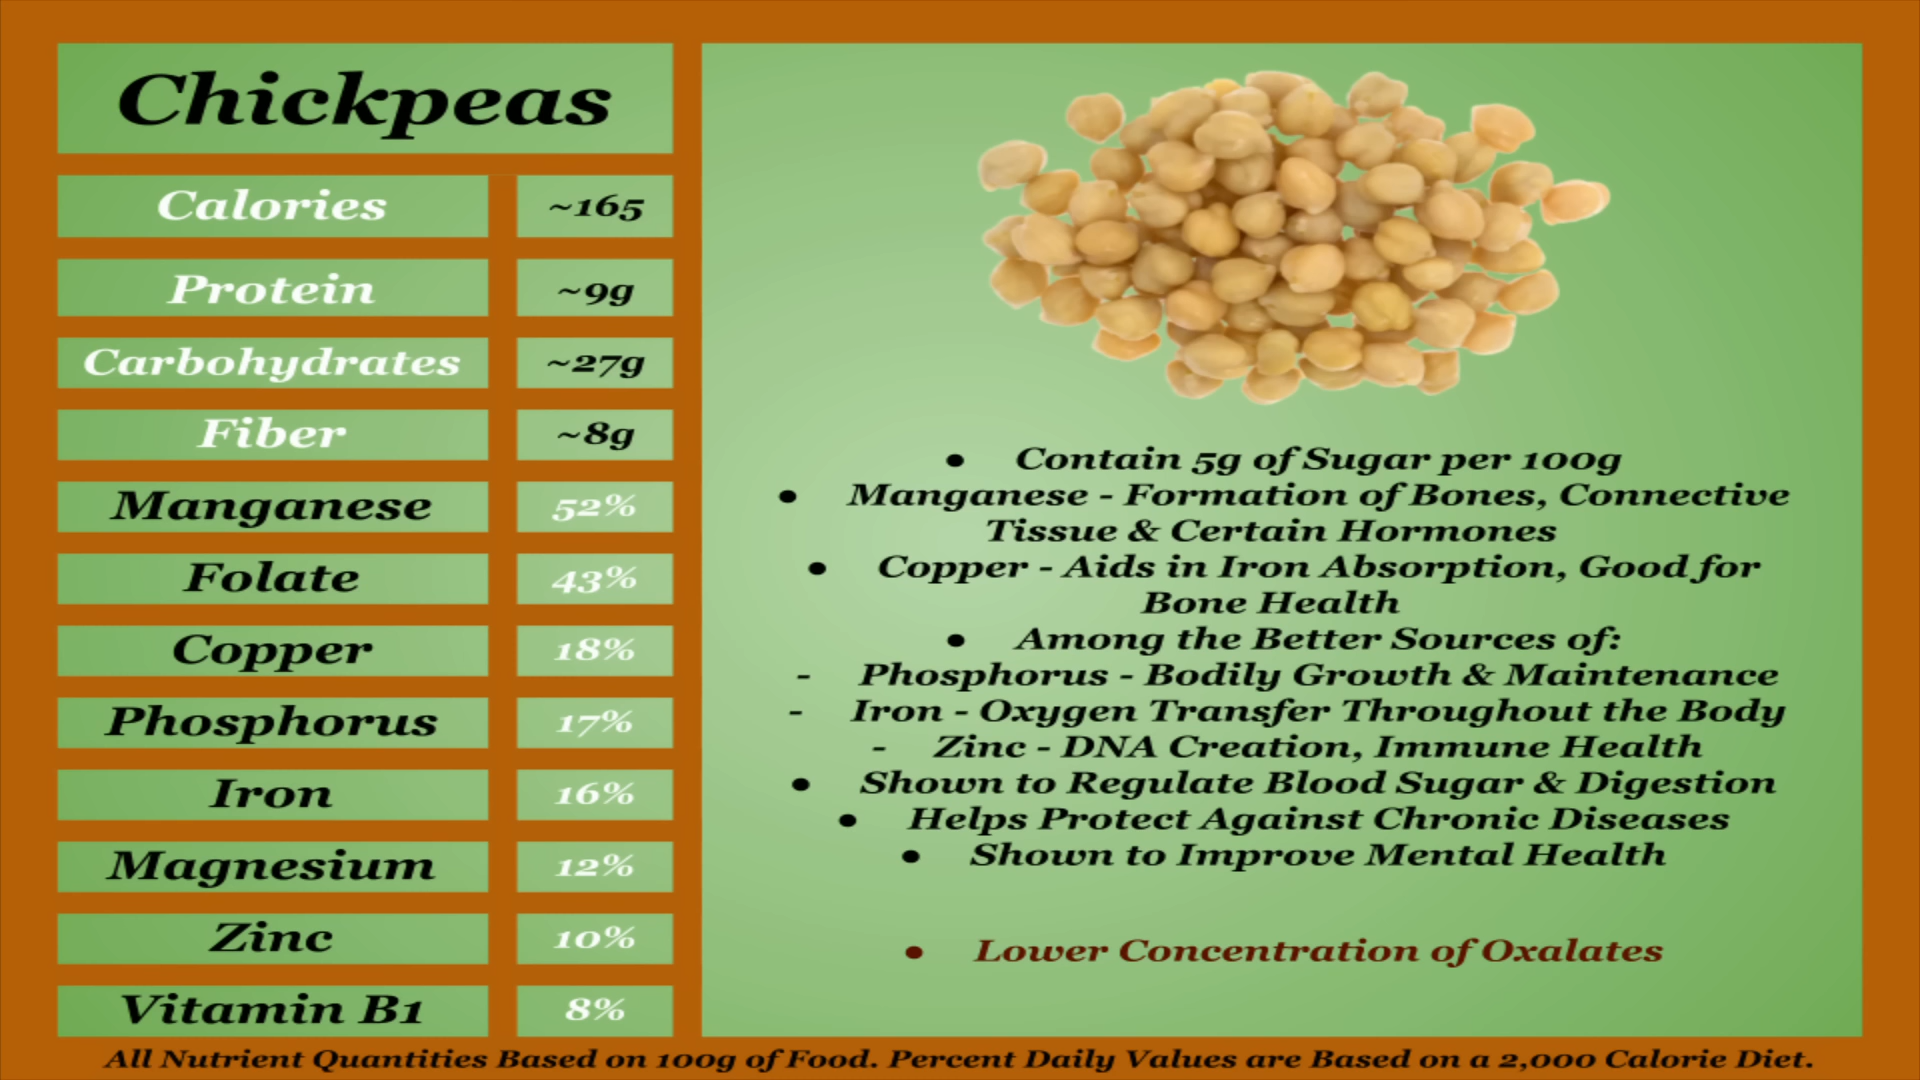 Chickpeas
Calories ~165
Protein ~9g
Carbohydrates ~27g
Fiber ~8g
Manganese 52%
Folate 43%
Copper 18%
Phosphorus 17%
Iron 16%
Magnesium 12%
Zinc 10%
Vitamin B1 8%
● Contain 5g of Sugar per 100g
● Manganese - Formation of Bones, Connective
Tissue & Certain Hormones
● Copper - Aids in Iron Absorption, Good for
Bone Health
● Among the Better Sources of:
- Phosphorus - Bodily Growth & Maintenance
- Iron - Oxygen Transfer Throughout the Body
- Zinc - DNA Creation, Immune Health
● Shown to Regulate Blood Sugar & Digestion
● Helps Protect Against Chronic Diseases
● Shown to Improve Mental Health
● Lower Concentration of Oxalates
All Nutrient Quantities Based on 100g of Food. Percent Daily Values are Based on a 2,000 Calorie Diet.